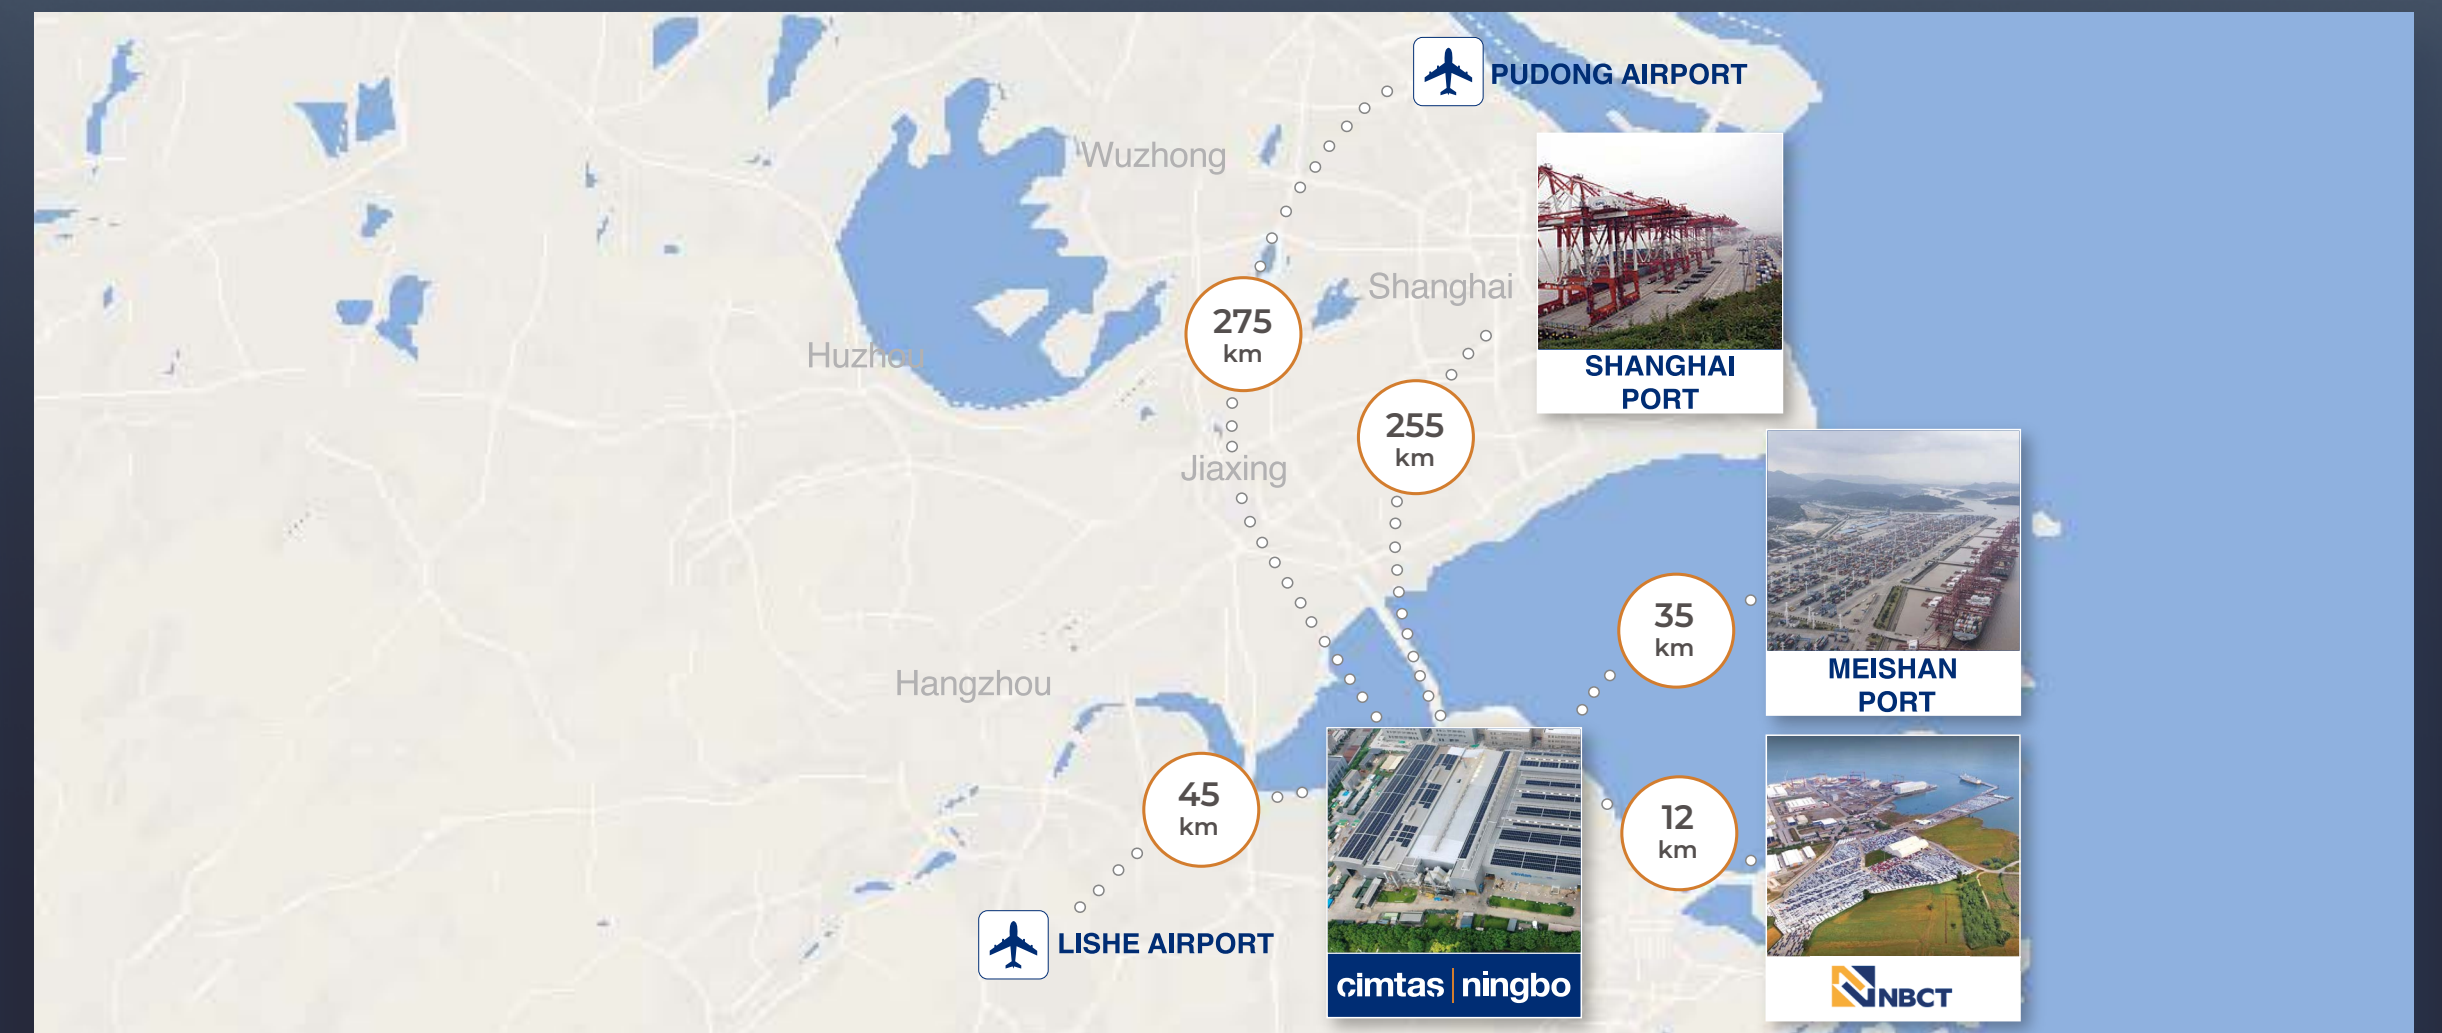 PUDONG AIRPORT
Wuzhong
Shanghai
275
km
Huzhou
SHANGHAI
PORT
255
km
Jiaxing
35
km
MEISHAN
PORT
Hangzhou
45
km
12
km
LISHE AIRPORT
cimtas | ningbo
NBCT